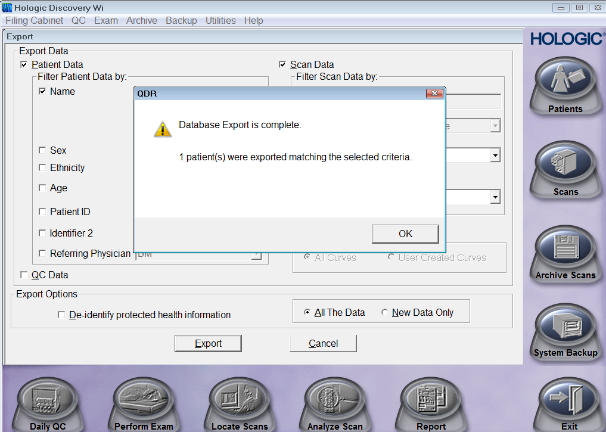 Hologic Discovery Wi
Filing Cabinet QC Exam Archive Backup Utilities Help
Export
HOLOGIC
Export Data
Patient Data
Scan Data
Filter Patient Data by:
Filter Scan Data by:
Name
QDR
Database Export is complete.
1 patient(s) were exported matching the selected criteria.
OK
Sex
Ethnicity
Age
Patient ID
Identifier 2
Referring Physician
All Curves
User Created Curves
QC Data
Export Options
De-identify protected health information
All The Data
New Data Only
Export
Cancel
Patients
Scans
Archive Scans
System Backup
Daily QC
Perform Exam
Locate Scans
Analyze Scan
Report
Exit